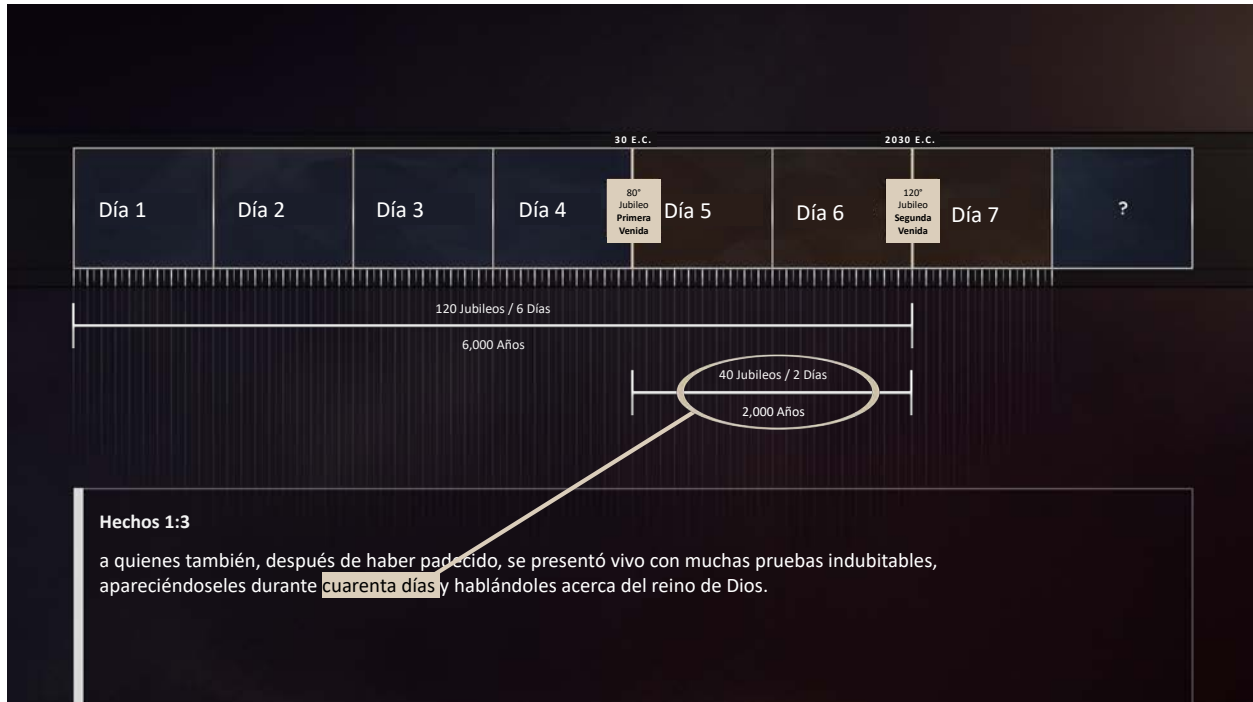 30 E.C.
2030 E.C.
Día 1
Día 2
Día 3
Día 4
80°
Jubileo
Primera
Venida
Día 5
Día 6
120°
Jubileo
Segunda
Venida
Día 7
?
120 Jubileos / 6 Días
6,000 Años
40 Jubileos / 2 Días
2,000 Años
Hechos 1:3
a quienes también, después de haber padecido, se presentó vivo con muchas pruebas indubitables,
apareciéndoseles durante cuarenta días y hablándoles acerca del reino de Dios.